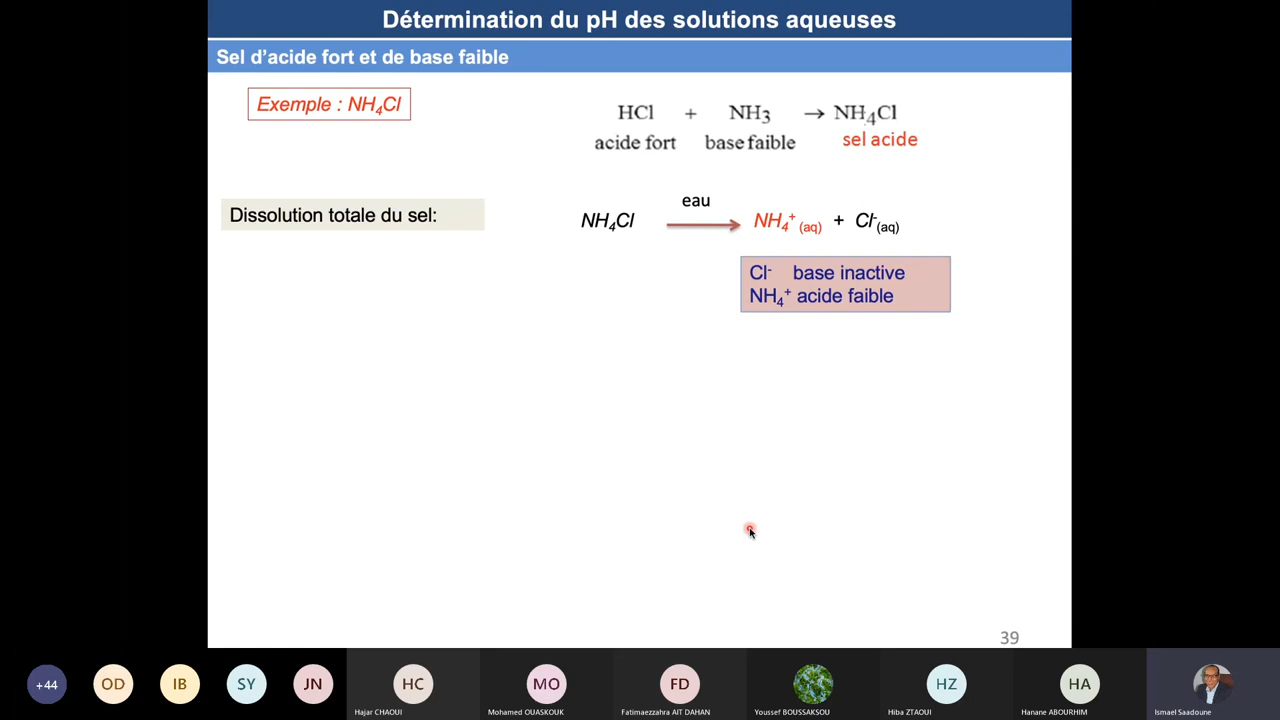 Détermination du pH des solutions aqueuses
Sel d'acide fort et de base faible
Exemple : NH₄Cl
HCl + NH₃ → NH₄Cl
acide fort base faible sel acide
Dissolution totale du sel:
eau
NH₄Cl → NH₄⁺ (aq) + Cl⁻(aq)
Cl⁻ base inactive
NH₄⁺ acide faible
39
+44 OD IB SY JN HC MO FD HZ HA
Hajar CHAOUI Mohamed OUASKOUK Fatimaezzahra AIT DAHAN Youssef BOUSSAKSOU Hiba ZTAOUI Hanane ABOURHIM Ismael Saadoune